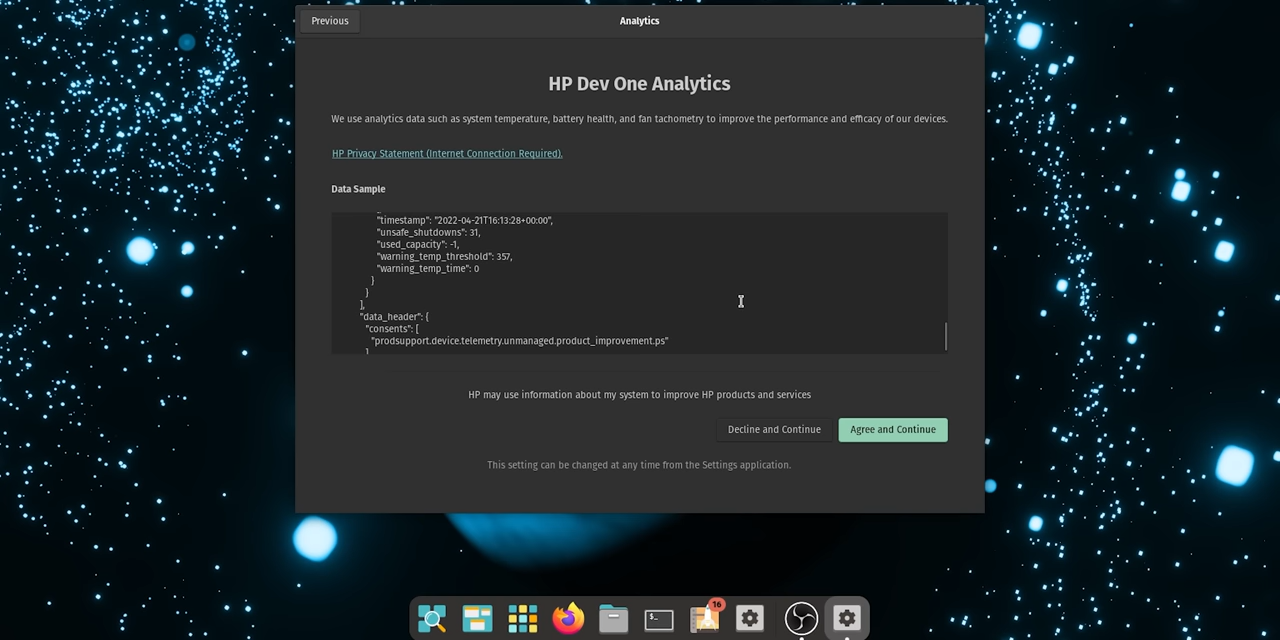 Previous
Analytics
HP Dev One Analytics
We use analytics data such as system temperature, battery health, and fan tachometry to improve the performance and efficacy of our devices.
HP Privacy Statement (Internet Connection Required).
Data Sample
"timestamp": "2022-04-21T16:13:28+00:00",
"unsafe_shutdowns": 31,
"used_capacity": -1,
"warning_temp_threshold": 357,
"warning_temp_time": 0
}
}
],
"data_header": {
"consents": [
"prodsupport.device.telemetry.unmanaged.product_improvement.ps"
]
HP may use information about my system to improve HP products and services
Decline and Continue
Agree and Continue
This setting can be changed at any time from the Settings application.
16
$_